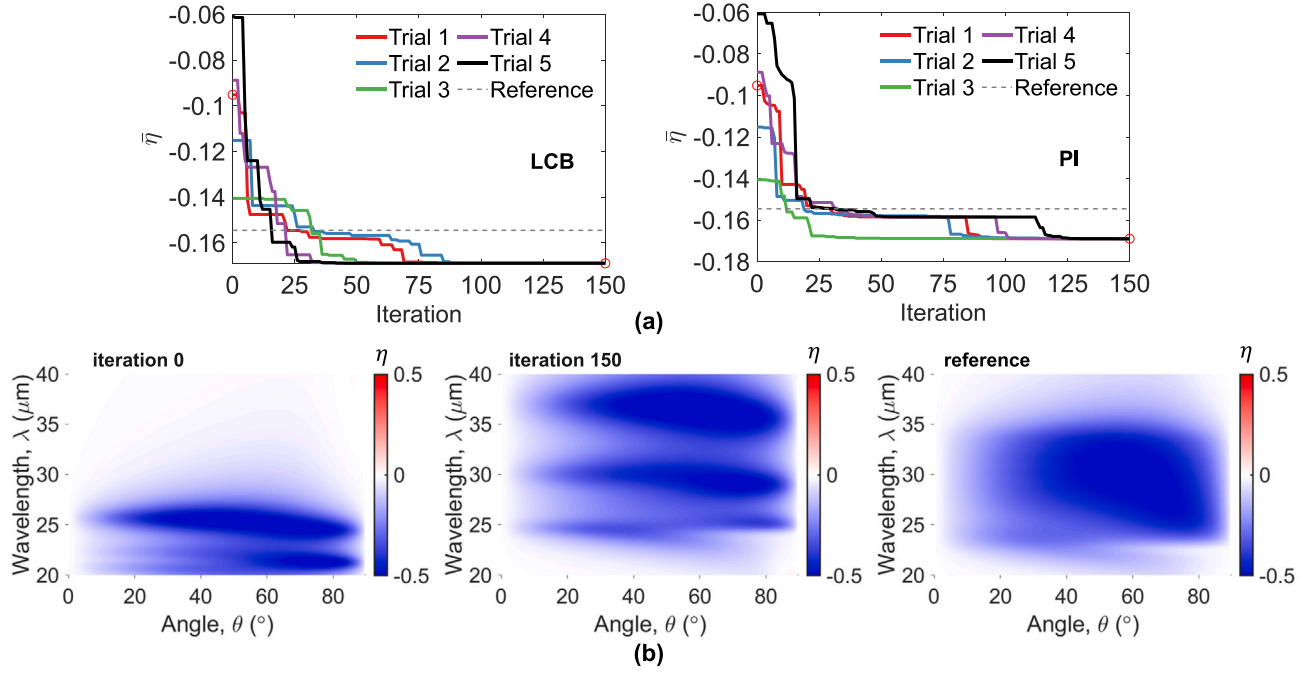 -0.06
-0.08
-0.1
-0.12
-0.14
-0.16
η̄
Trial 1 Trial 4
Trial 2 Trial 5
Trial 3 Reference
LCB
0 25 50 75 100 125 150
Iteration
-0.06
-0.08
-0.1
-0.12
-0.14
-0.16
-0.18
η̄
Trial 1 Trial 4
Trial 2 Trial 5
Trial 3 Reference
PI
0 25 50 75 100 125 150
Iteration
(a)
iteration 0
η
Wavelength, λ (μm)
40
35
30
25
20
0 20 40 60 80
Angle, θ (°)
0.5
0
-0.5
iteration 150
η
Wavelength, λ (μm)
40
35
30
25
20
0 20 40 60 80
Angle, θ (°)
0.5
0
-0.5
reference
η
Wavelength, λ (μm)
40
35
30
25
20
0 20 40 60 80
Angle, θ (°)
0.5
0
-0.5
(b)